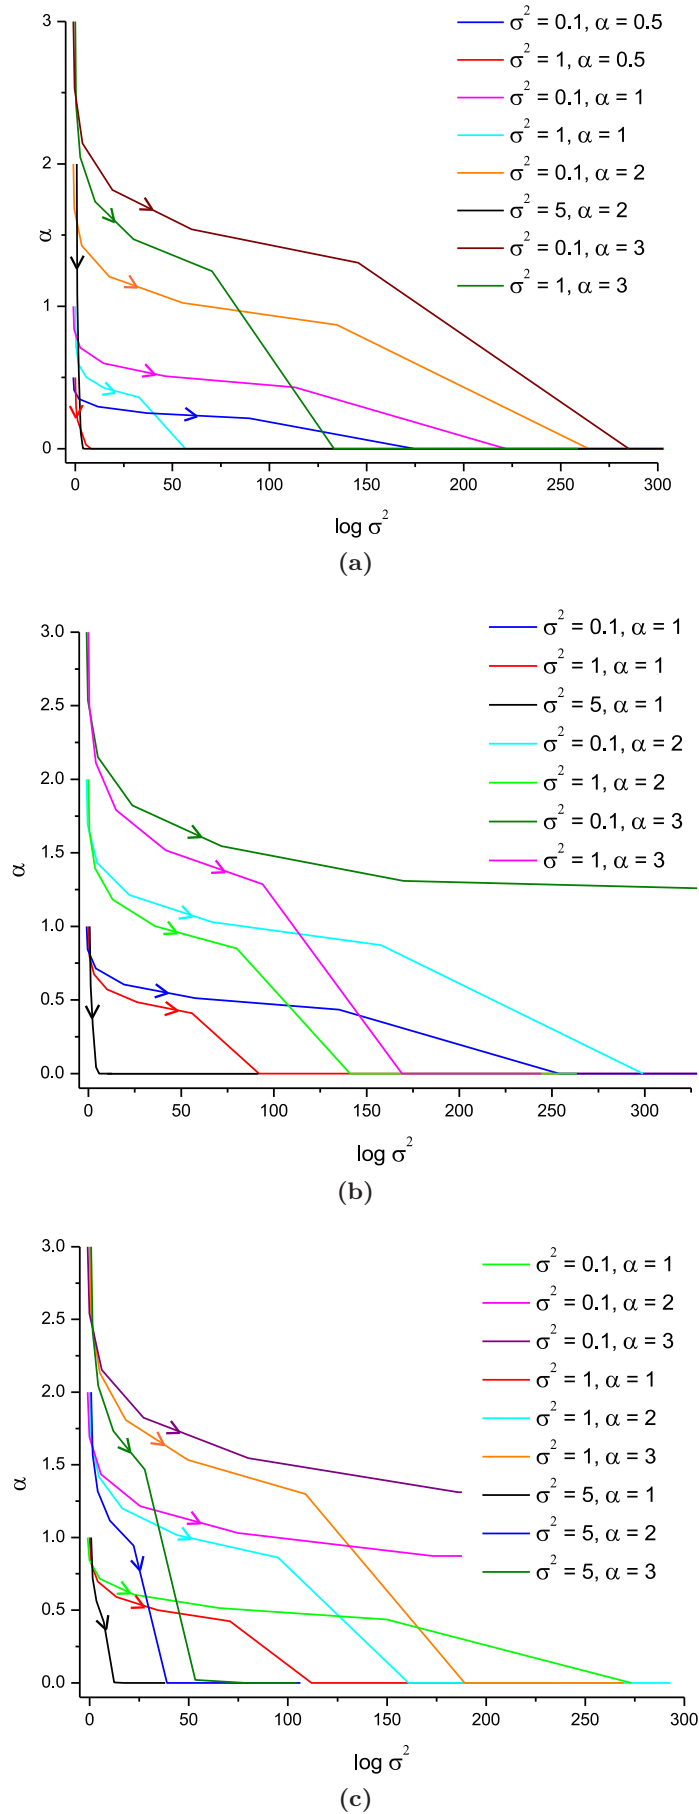 3
2
1
0
α
0
50
100
150
200
250
300
log σ²
σ² = 0.1, α = 0.5
σ² = 1, α = 0.5
σ² = 0.1, α = 1
σ² = 1, α = 1
σ² = 0.1, α = 2
σ² = 5, α = 2
σ² = 0.1, α = 3
σ² = 1, α = 3
(a)
3.0
2.5
2.0
1.5
1.0
0.5
0.0
α
0
50
100
150
200
250
300
log σ²
σ² = 0.1, α = 1
σ² = 1, α = 1
σ² = 5, α = 1
σ² = 0.1, α = 2
σ² = 1, α = 2
σ² = 0.1, α = 3
σ² = 1, α = 3
(b)
3.0
2.5
2.0
1.5
1.0
0.5
0.0
α
0
50
100
150
200
250
300
log σ²
σ² = 0.1, α = 1
σ² = 0.1, α = 2
σ² = 0.1, α = 3
σ² = 1, α = 1
σ² = 1, α = 2
σ² = 1, α = 3
σ² = 5, α = 1
σ² = 5, α = 2
σ² = 5, α = 3
(c)